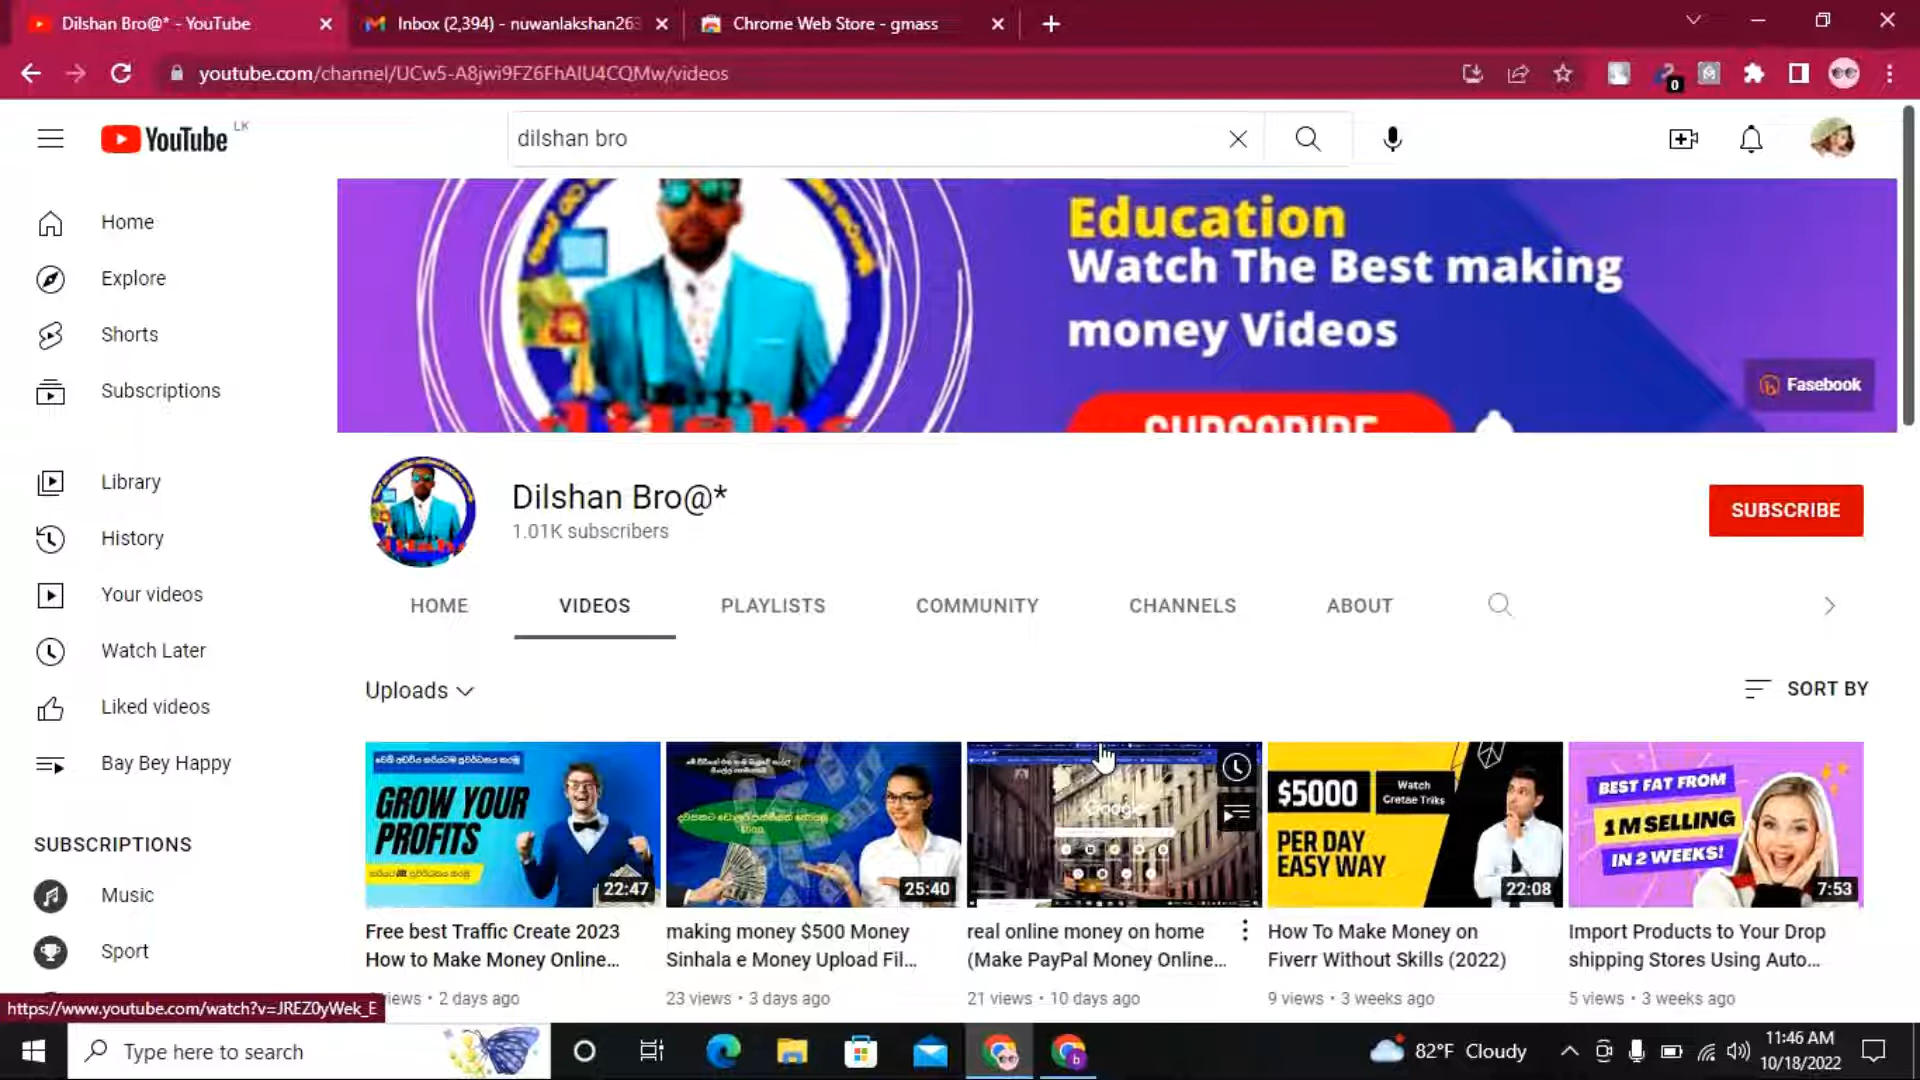 Dilshan Bro@* - YouTube
Inbox (2,394) - nuwanlakshan263
Chrome Web Store - gmass
youtube.com/channel/UCw5-A8jwi9FZ6FhAlU4CQMw/videos
0
YouTube LK
dilshan bro
Home
Explore
Shorts
Subscriptions
Library
History
Your videos
Watch Later
Liked videos
Bay Bey Happy
SUBSCRIPTIONS
Music
Sport
Education
Watch The Best making
money Videos
SUBSCRIBE
Fasebook
Dilshan Bro@*
1.01K subscribers
SUBSCRIBE
HOME
VIDEOS
PLAYLISTS
COMMUNITY
CHANNELS
ABOUT
Uploads
SORT BY
GROW YOUR
PROFITS
22:47
25:40
Google
$5000
Watch
Cretae Triks
PER DAY
EASY WAY
22:08
BEST FAT FROM
1 M SELLING
IN 2 WEEKS!
7:53
Free best Traffic Create 2023
How to Make Money Online...
views • 2 days ago
making money $500 Money
Sinhala e Money Upload Fil...
23 views • 3 days ago
real online money on home
(Make PayPal Money Online...
21 views • 10 days ago
How To Make Money on
Fiverr Without Skills (2022)
9 views • 3 weeks ago
Import Products to Your Drop
shipping Stores Using Auto...
5 views • 3 weeks ago
https://www.youtube.com/watch?v=JREZ0yWek_E
Type here to search
82°F Cloudy
11:46 AM
10/18/2022